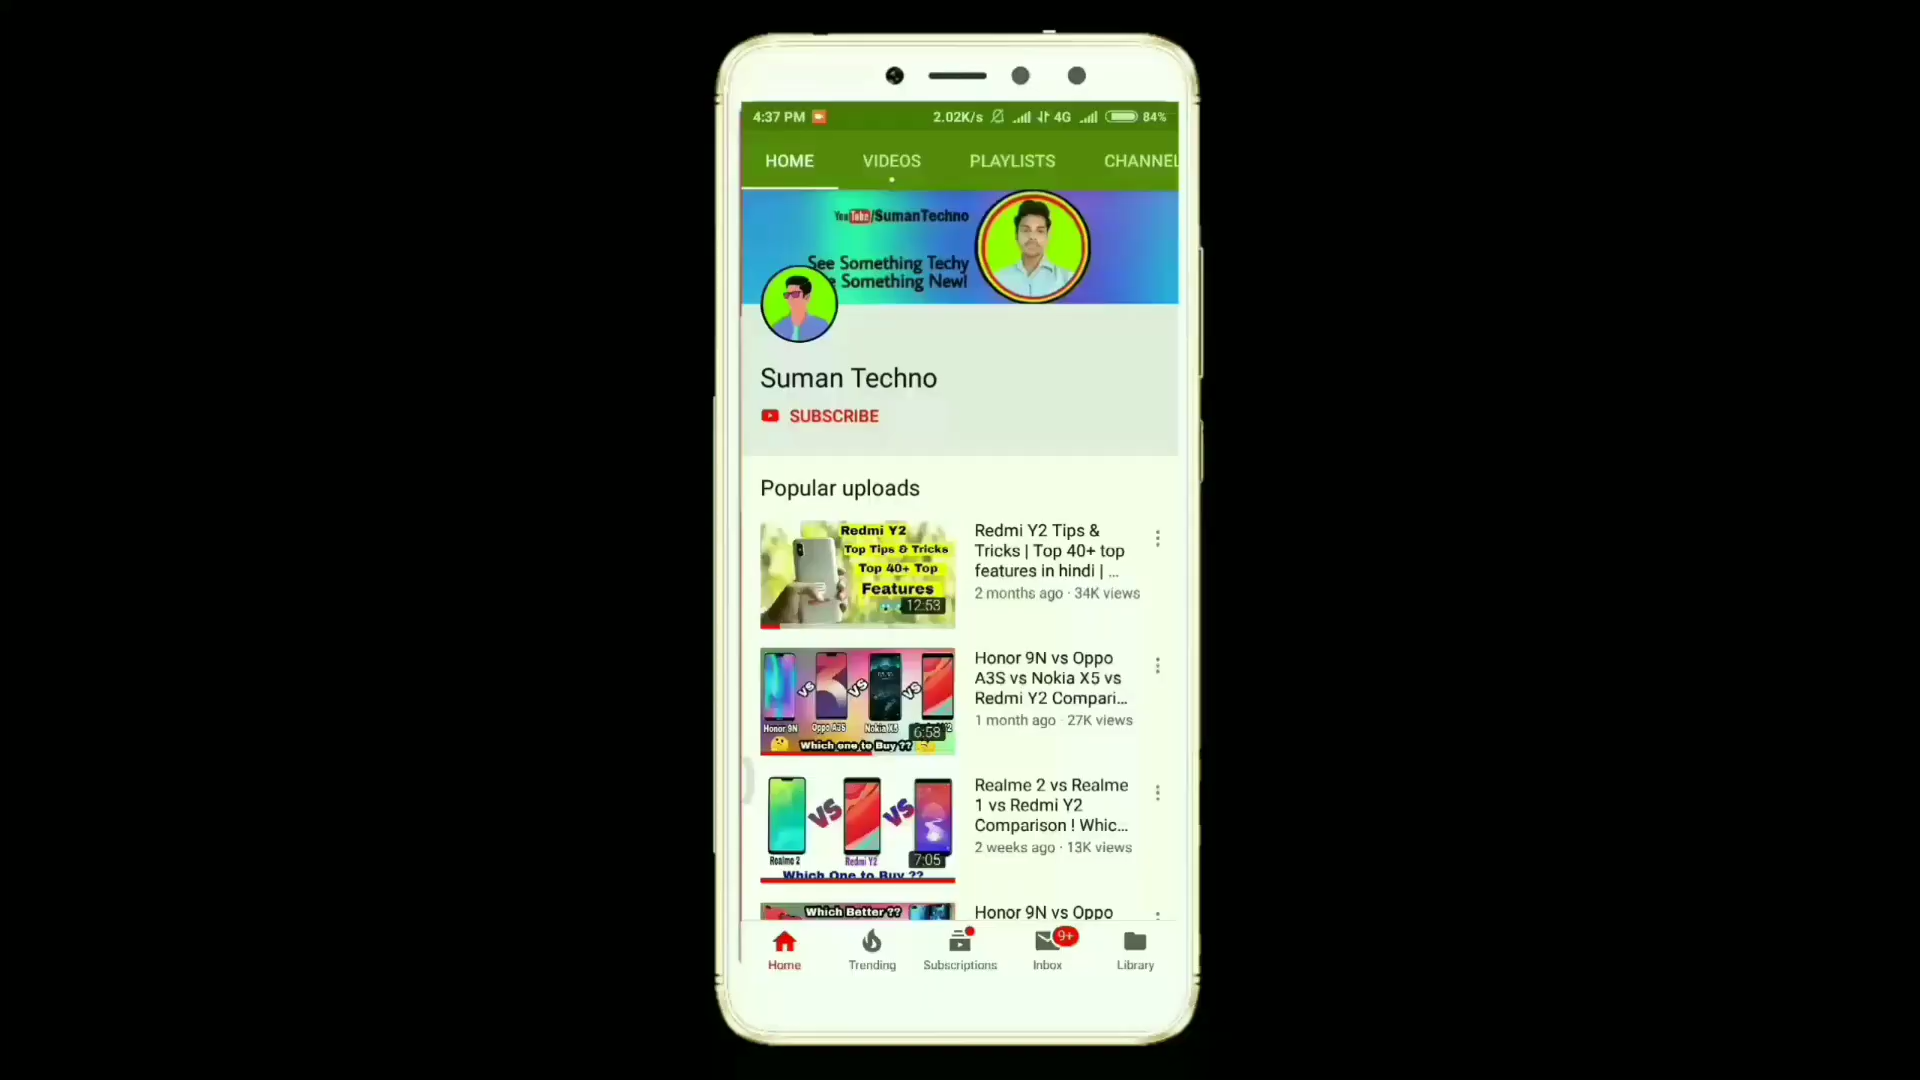 4:37 PM 2.02K/s 4G 84%
HOME VIDEOS PLAYLISTS CHANNEL
YouTube/SumanTechno
See Something Techy
Something New!
Suman Techno
SUBSCRIBE
Popular uploads
Redmi Y2
Top Tips & Tricks
Top 40+ Top
Features
12:53
Redmi Y2 Tips &
Tricks | Top 40+ top
features in hindi | ...
2 months ago · 34K views
VS VS VS
Honor 9N Oppo A3S Nokia X5
6:58
Which one to Buy ??
Honor 9N vs Oppo
A3S vs Nokia X5 vs
Redmi Y2 Compari...
1 month ago · 27K views
VS VS
Realme 2 Redmi Y2
7:05
Which One to Buy ??
Realme 2 vs Realme
1 vs Redmi Y2
Comparison ! Whic...
2 weeks ago · 13K views
Which Better ??
Honor 9N vs Oppo
9+
Home Trending Subscriptions Inbox Library